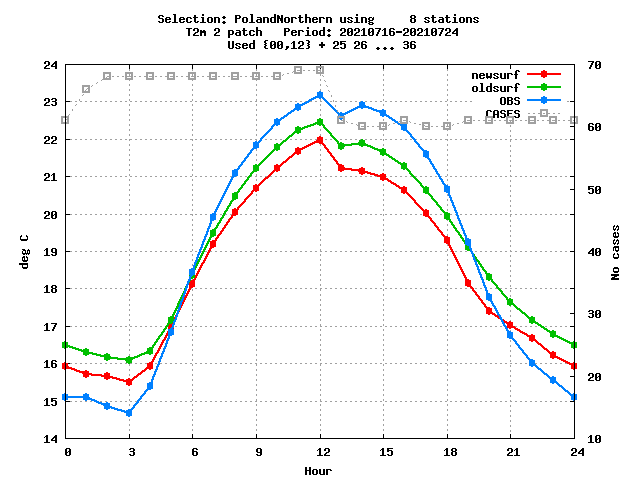 Selection: PolandNorthern using     8 stations
T2m 2 patch   Period: 20210716-20210724
Used {00,12} + 25 26 ... 36
newsurf
oldsurf
OBS
CASES
24
23
22
21
20
19
18
17
16
15
14
70
60
50
40
30
20
10
deg C
No cases
0 3 6 9 12 15 18 21 24
Hour